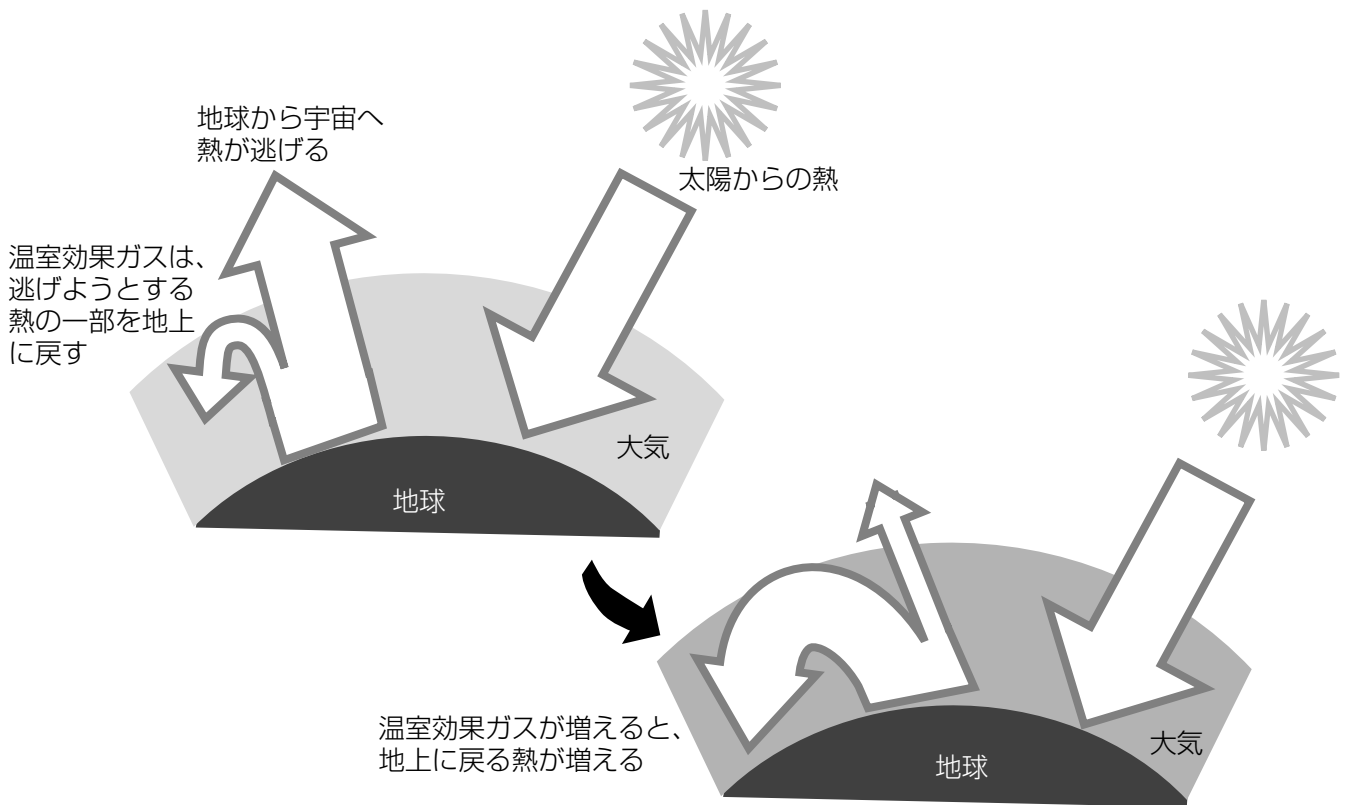 地球から宇宙へ
熱が逃げる
太陽からの熱
温室効果ガスは、
逃げようとする
熱の一部を地上
に戻す
大気
地球
温室効果ガスが増えると、
地上に戻る熱が増える
大気
地球